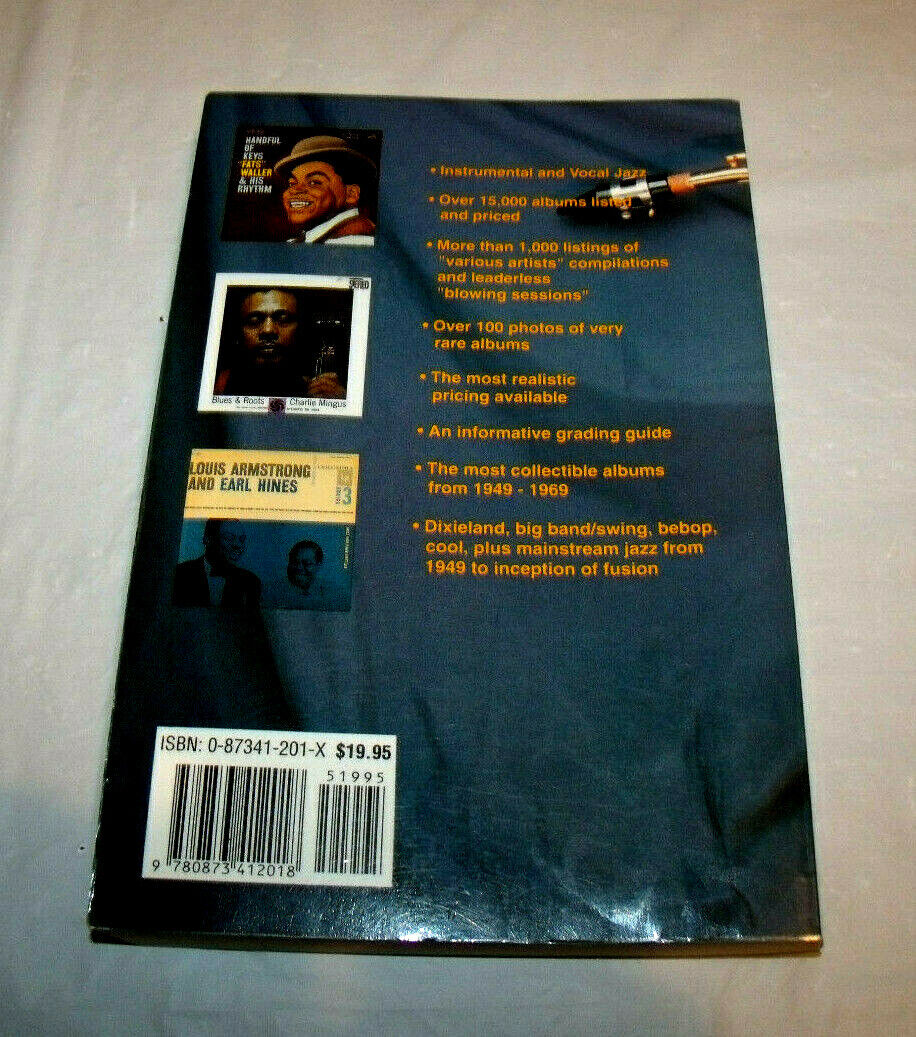 HANDFUL
OF
KEYS
"FATS"
WALLER
& HIS
RHYTHM
STEREO
Blues & Roots
Charlie Mingus
LOUIS ARMSTRONG
AND EARL HINES
3
• Instrumental and Vocal Jazz
• Over 15,000 albums listed
and priced
• More than 1,000 listings of
"various artists" compilations
and leaderless
"blowing sessions"
• Over 100 photos of very
rare albums
• The most realistic
pricing available
• An informative grading guide
• The most collectible albums
from 1949 - 1969
• Dixieland, big band/swing, bebop,
cool, plus mainstream jazz from
1949 to inception of fusion
ISBN: 0-87341-201-X $19.95
51995
9 780873 412018